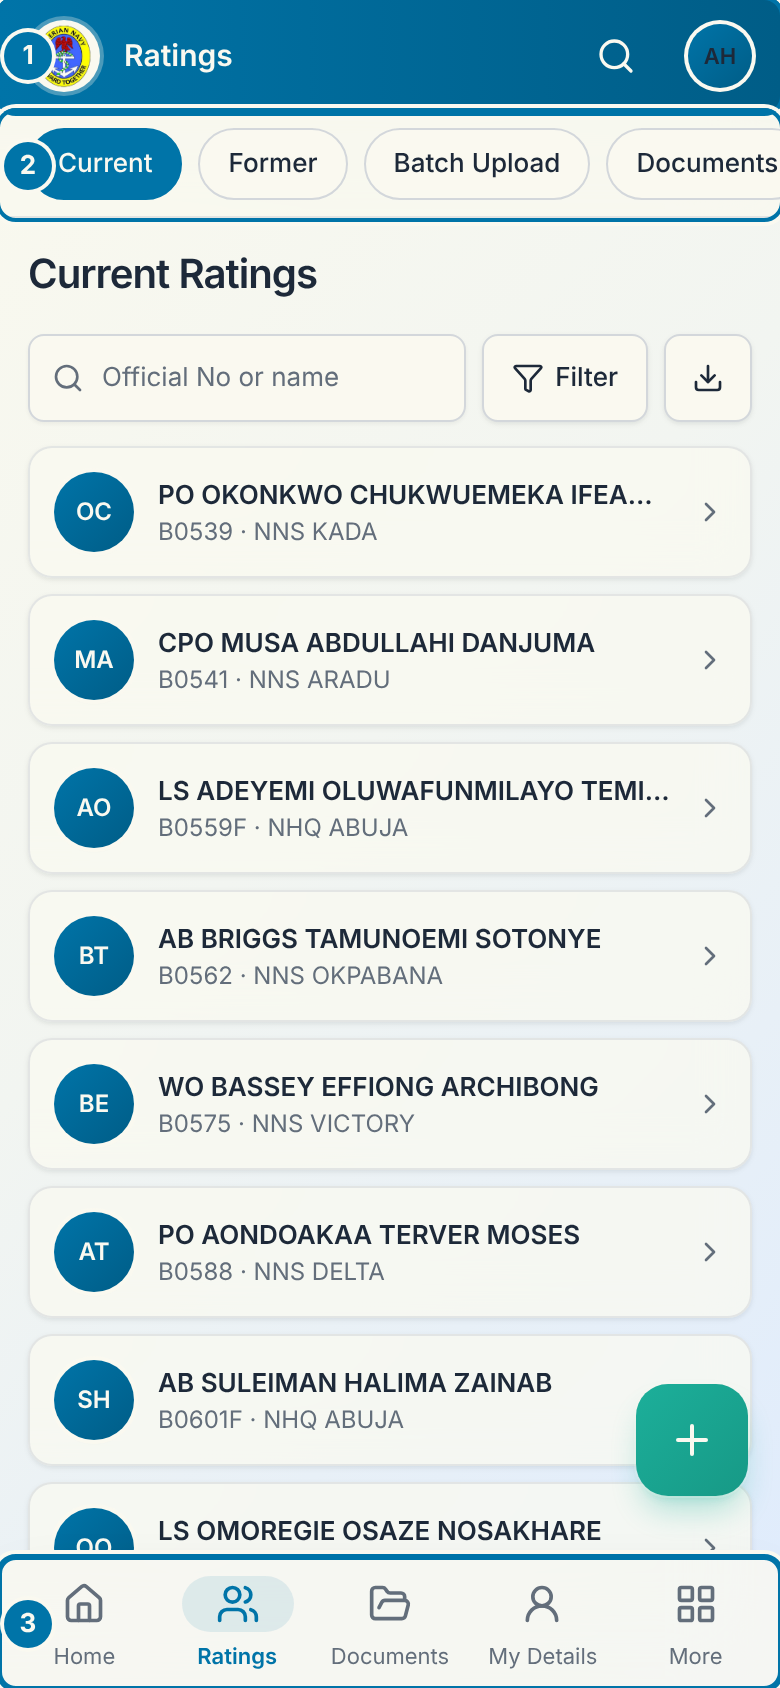 1
Ratings
AH
2
Current
Former
Batch Upload
Documents
Current Ratings
Official No or name
Filter
OC
PO OKONKWO CHUKWUEMEKA IFEA...
B0539 · NNS KADA
MA
CPO MUSA ABDULLAHI DANJUMA
B0541 · NNS ARADU
AO
LS ADEYEMI OLUWAFUNMILAYO TEMI...
B0559F · NHQ ABUJA
BT
AB BRIGGS TAMUNOEMI SOTONYE
B0562 · NNS OKPABANA
BE
WO BASSEY EFFIONG ARCHIBONG
B0575 · NNS VICTORY
AT
PO AONDOAKAA TERVER MOSES
B0588 · NNS DELTA
SH
AB SULEIMAN HALIMA ZAINAB
B0601F · NHQ ABUJA
OO
LS OMOREGIE OSAZE NOSAKHARE
3
Home
Ratings
Documents
My Details
More